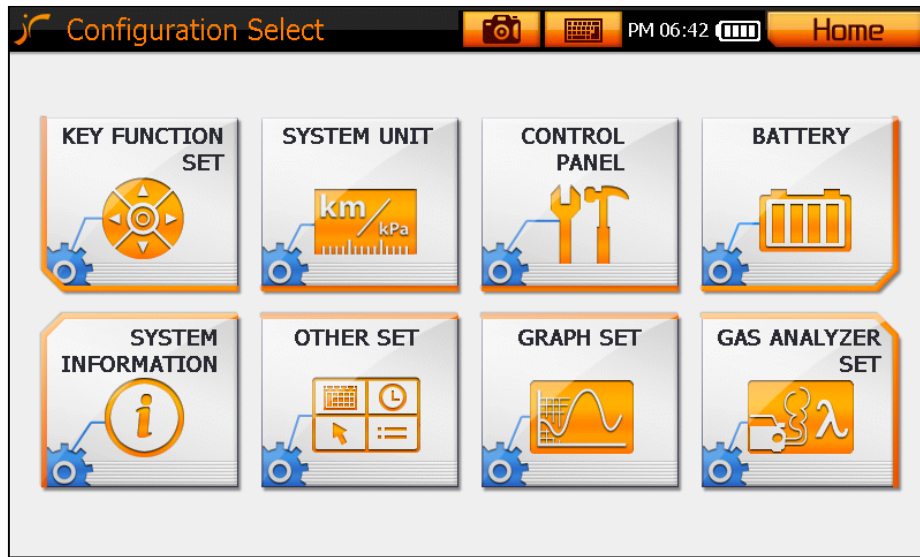 Configuration Select
PM 06:42
Home
KEY FUNCTION
SET
SYSTEM UNIT
km/kPa
CONTROL
PANEL
BATTERY
SYSTEM
INFORMATION
i
OTHER SET
GRAPH SET
GAS ANALYZER
SET
λ